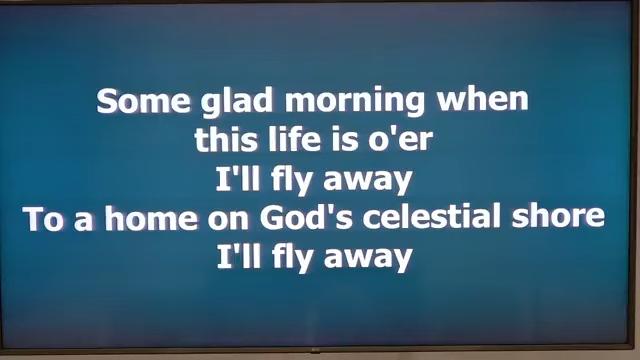 Some glad morning when
this life is o'er
I'll fly away
To a home on God's celestial shore
I'll fly away